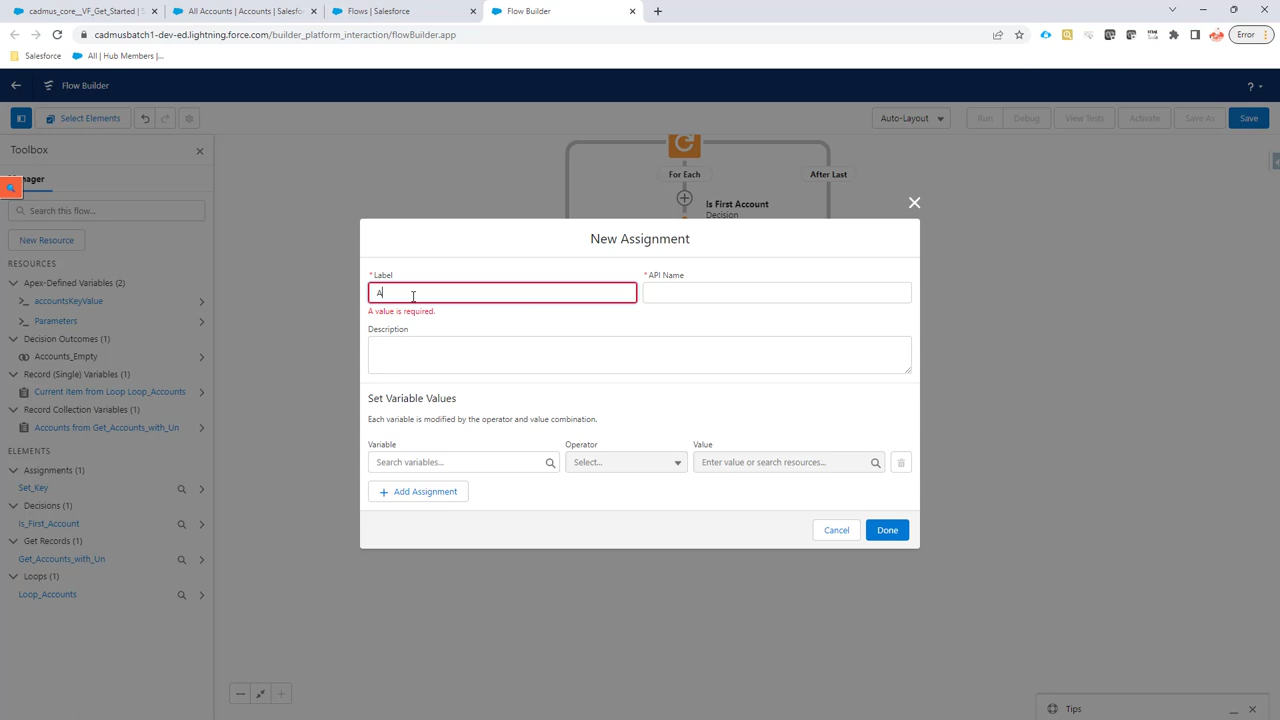 cadmus_core__VF_Get_Started | S
All Accounts | Accounts | Salesfor
Flows | Salesforce
Flow Builder
cadmusbatch1-dev-ed.lightning.force.com/builder_platform_interaction/flowBuilder.app
Error
Salesforce
All | Hub Members |...
Flow Builder
?
Select Elements
Auto-Layout
Run
Debug
View Tests
Activate
Save As
Save
Toolbox
nager
Search this flow...
New Resource
RESOURCES
Apex-Defined Variables (2)
accountsKeyValue
Parameters
Decision Outcomes (1)
Accounts_Empty
Record (Single) Variables (1)
Current Item from Loop Loop_Accounts
Record Collection Variables (1)
Accounts from Get_Accounts_with_Un
ELEMENTS
Assignments (1)
Set_Key
Decisions (1)
Is_First_Account
Get Records (1)
Get_Accounts_with_Un
Loops (1)
Loop_Accounts
For Each
After Last
Is First Account
Decision
New Assignment
*Label
*API Name
A
A value is required.
Description
Set Variable Values
Each variable is modified by the operator and value combination.
Variable
Operator
Value
Search variables...
Select...
Enter value or search resources...
+ Add Assignment
Cancel
Done
Tips